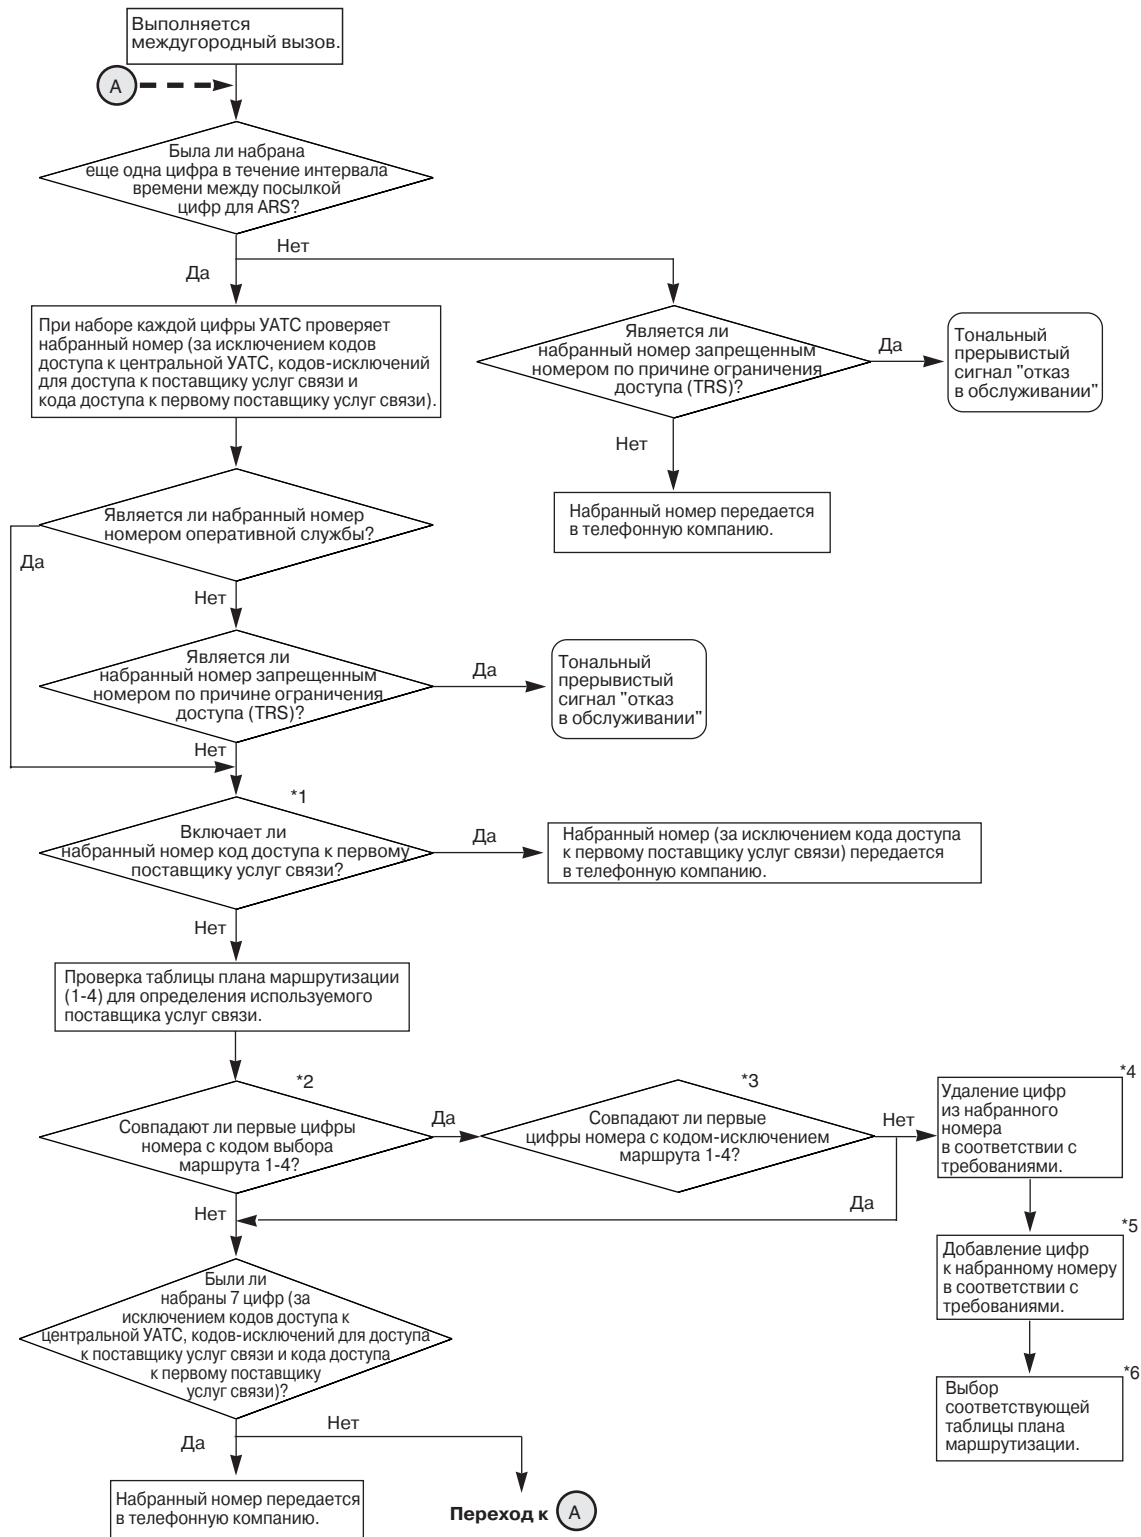 Выполняется
междугородный вызов.
A
Была ли набрана
еще одна цифра в течение интервала
времени между посылкой
цифр для ARS?
Нет
Да
При наборе каждой цифры УАТС проверяет
набранный номер (за исключением кодов
доступа к центральной УАТС, кодов-исключений
для доступа к поставщику услуг связи и
кода доступа к первому поставщику услуг связи).
Является ли
набранный номер запрещенным
номером по причине ограничения
доступа (TRS)?
Да
Тональный
прерывистый
сигнал "отказ
в обслуживании"
Нет
Набранный номер передается
в телефонную компанию.
Является ли набранный номер
номером оперативной службы?
Да
Нет
Является ли
набранный номер запрещенным
номером по причине ограничения
доступа (TRS)?
Да
Тональный
прерывистый
сигнал "отказ
в обслуживании"
Нет
*1
Включает ли
набранный номер код доступа к первому
поставщику услуг связи?
Да
Набранный номер (за исключением кода доступа
к первому поставщику услуг связи) передается
в телефонную компанию.
Нет
Проверка таблицы плана маршрутизации
(1-4) для определения используемого
поставщика услуг связи.
*2
Совпадают ли первые цифры
номера с кодом выбора
маршрута 1-4?
Да
*3
Совпадают ли первые
цифры номера с кодом-исключением
маршрута 1-4?
Нет
*4
Удаление цифр
из набранного
номера
в соответствии с
требованиями.
Да
Нет
*5
Добавление цифр
к набранному номеру
в соответствии с
требованиями.
Были ли
набраны 7 цифр (за
исключением кодов доступа к
центральной УАТС, кодов-исключений для доступа
к поставщику услуг связи и кода доступа
к первому поставщику
услуг связи)?
*6
Выбор
соответствующей
таблицы плана
маршрутизации.
Нет
Да
Набранный номер передается
в телефонную компанию.
Переход к A